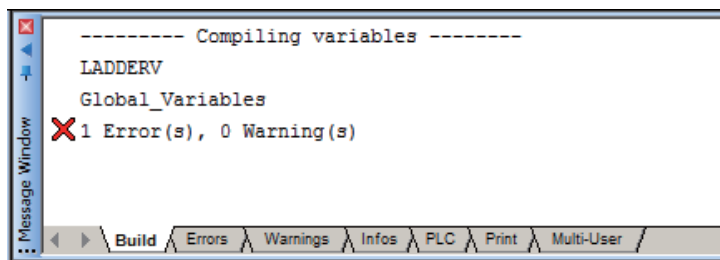 --------- Compiling variables --------
LADDERV
Global_Variables
1 Error(s), 0 Warning(s)
Message Window
Build Errors Warnings Infos PLC Print Multi-User